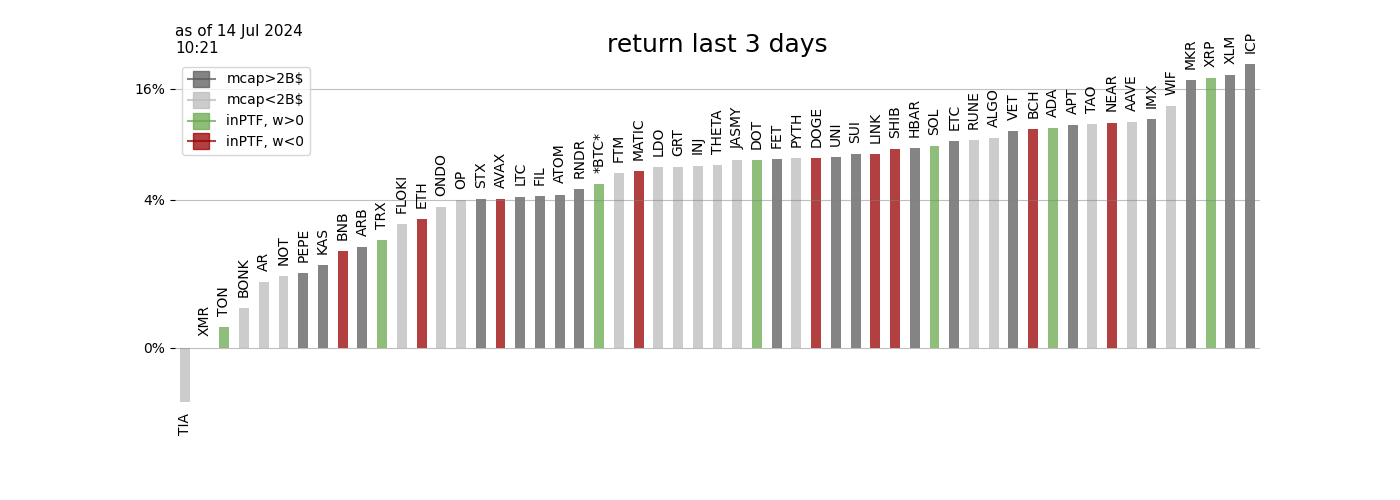 as of 14 Jul 2024
10:21
return last 3 days
mcap>2B$
mcap<2B$
inPTF, w>0
inPTF, w<0
16%
4%
0%
TIA
XMR
TON
BONK
AR
NOT
PEPE
KAS
BNB
ARB
TRX
FLOKI
ETH
ONDO
OP
STX
AVAX
LTC
FIL
ATOM
RNDR
*BTC*
FTM
MATIC
LDO
GRT
INJ
THETA
JASMY
DOT
FET
PYTH
DOGE
UNI
SUI
LINK
SHIB
HBAR
SOL
ETC
RUNE
ALGO
VET
BCH
ADA
APT
TAO
NEAR
AAVE
IMX
WIF
MKR
XRP
XLM
ICP